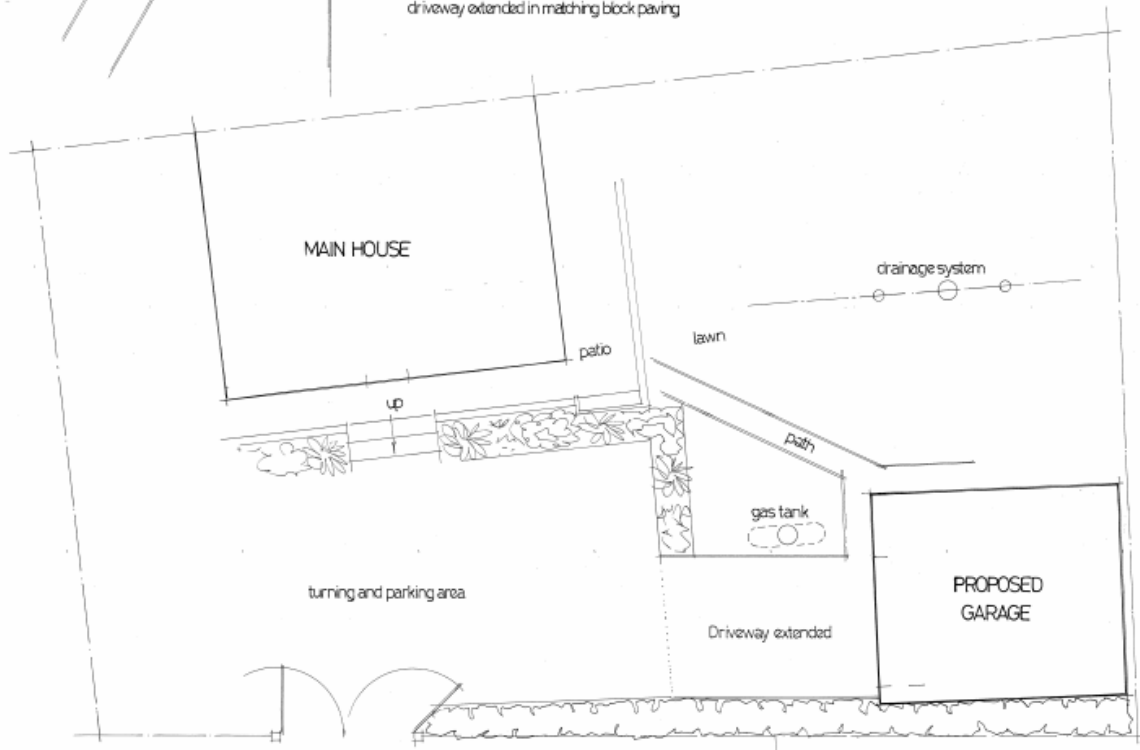 driveway extended in matching block paving
MAIN HOUSE
drainage system
lawn
patio
up
path
gas tank
turning and parking area
PROPOSED
GARAGE
Driveway extended